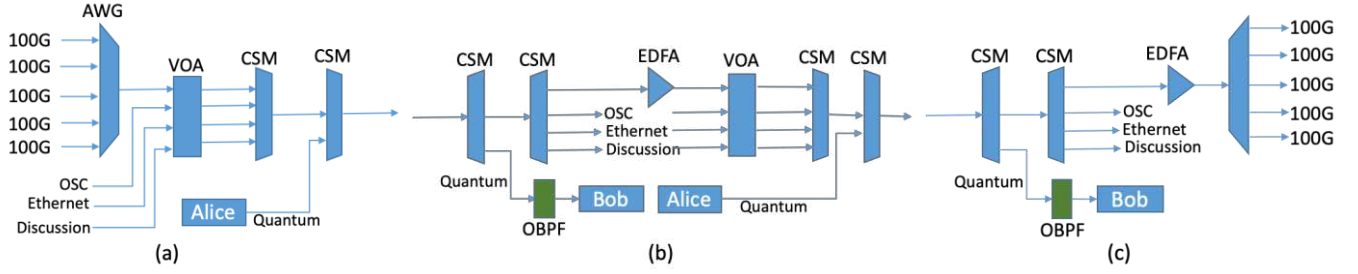 AWG
100G
100G
100G
100G
100G
VOA
CSM
CSM
OSC
Ethernet
Discussion
Alice
Quantum
(a)
CSM
CSM
EDFA
VOA
CSM
CSM
OSC
Ethernet
Discussion
Quantum
OBPF
Bob
Alice
Quantum
(b)
CSM
CSM
EDFA
100G
100G
100G
100G
100G
OSC
Ethernet
Discussion
Quantum
OBPF
Bob
(c)